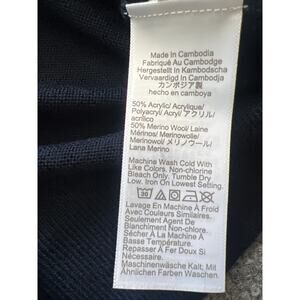 Made In Cambodia
Fabriqué Au Cambodge
Hergestellt In Kambodscha
Vervaardigd In Cambodja
カンボジア製
hecho en camboya
50% Acrylic/ Acrylique/
Polyacryl/ Acryl/ アクリル/
acrílico
50% Merino Wool/ Laine
Mérinos/ Merinowolle/
Merinowol/ メリノウール/
Lana Merino
Machine Wash Cold With
Like Colors. Non-chlorine
Bleach Only. Tumble Dry
Low. Iron On Lowest Setting.
30
Lavage En Machine À Froid
Avec Couleurs Similaires.
Seulement Agent De
Blanchiment Non-chloré.
Sécher À La Machine À
Basse Température.
Repasser À Fer Doux Si
Nécessaire.
Maschinenwäsche Kalt; Mit
Ähnlichen Farben Waschen.